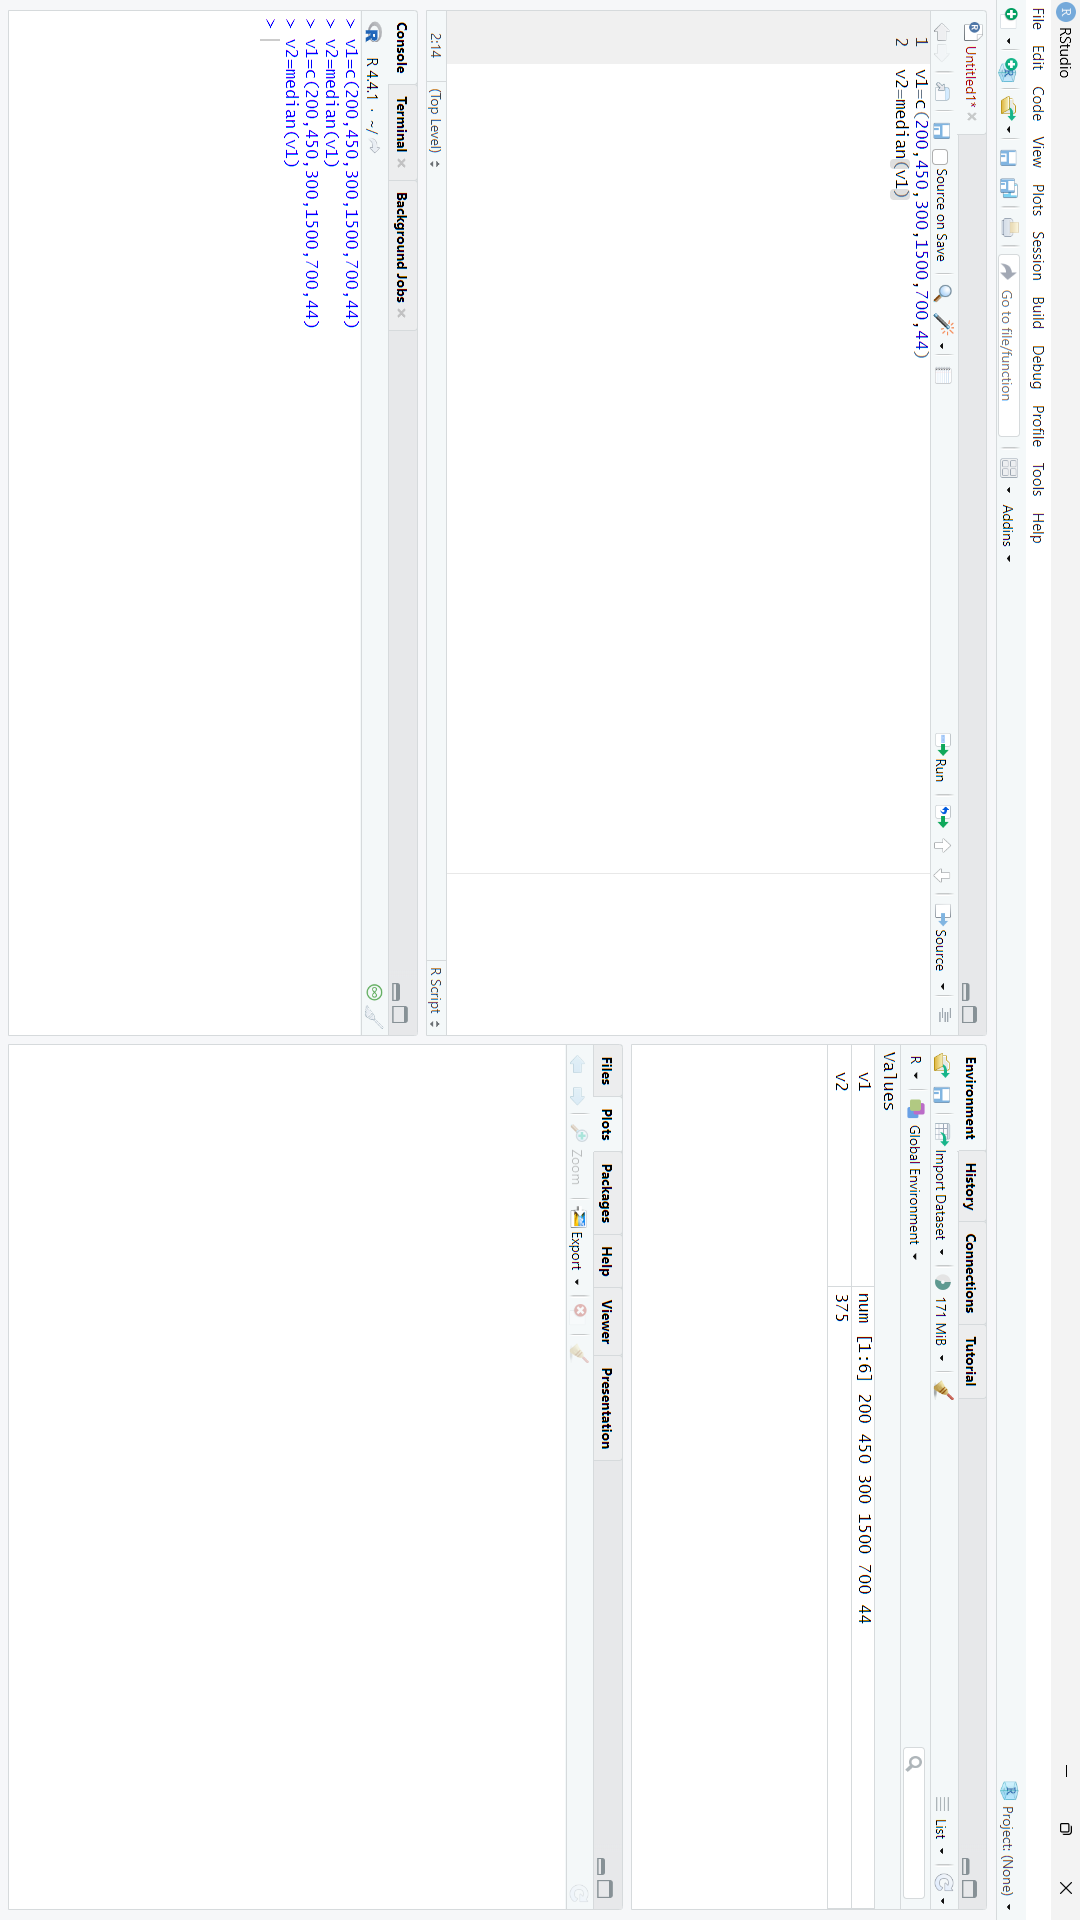 RStudio
File Edit Code View Plots Session Build Debug Profile Tools Help
Go to file/function Addins Project: (None)
Untitled1*
Source on Save Run Source
1 v1=c(200,450,300,1500,700,44)
2 v2=median(v1)
2:14 (Top Level) R Script
Console Terminal Background Jobs
R 4.4.1 · ~/
> v1=c(200,450,300,1500,700,44)
> v2=median(v1)
> v1=c(200,450,300,1500,700,44)
> v2=median(v1)
>
Environment History Connections Tutorial
Import Dataset 171 MiB List
R Global Environment
Values
v1 num [1:6] 200 450 300 1500 700 44
v2 375
Files Plots Packages Help Viewer Presentation
Zoom Export